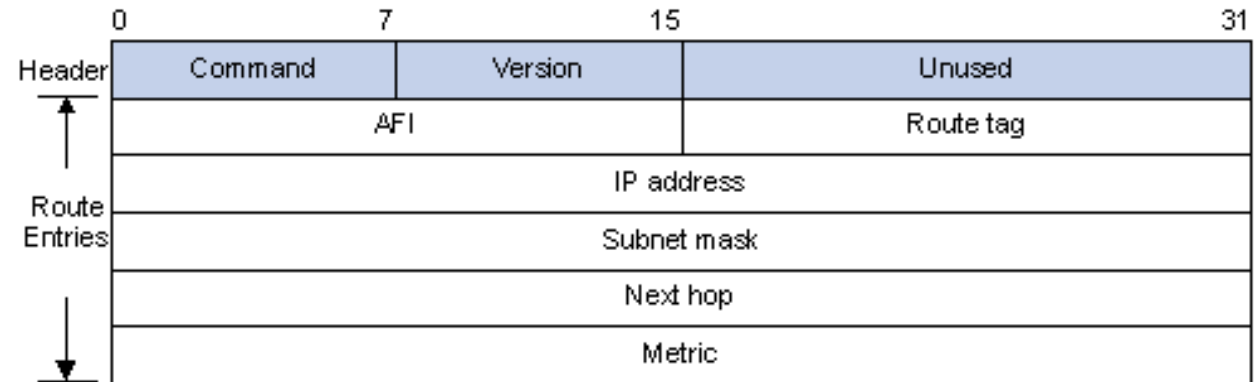 0 7 15 31
Header Command Version Unused
AFI Route tag
IP address
Route
Entries
Subnet mask
Next hop
Metric